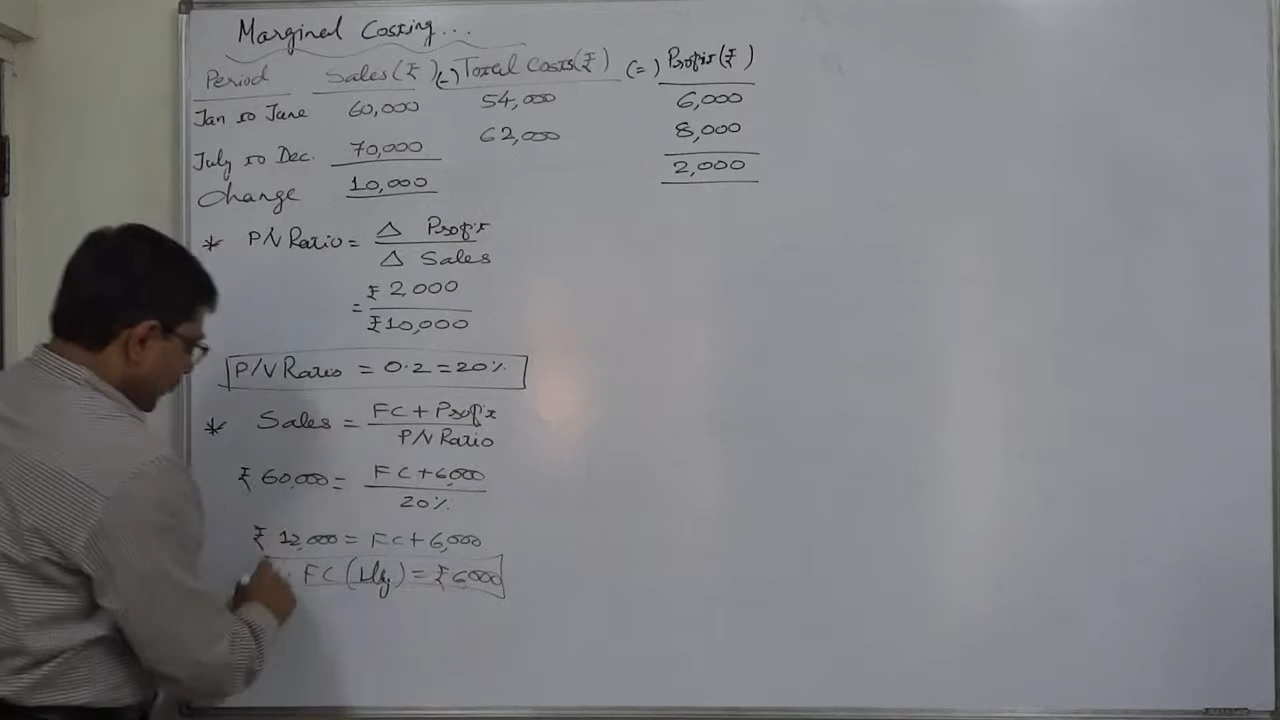 Marginal Costing...
Period Sales(₹) (-) Total Costs(₹) (=) Profit(₹)
Jan to June 60,000 54,000 6,000
July to Dec. 70,000 62,000 8,000
Change 10,000 2,000
* P/V Ratio = △ Profit
△ Sales
= ₹ 2,000
₹10,000
P/V Ratio = 0.2 = 20%
* Sales = FC + Profit
P/V Ratio
₹ 60,000 = FC + 6,000
20%
₹ 12,000 = FC + 6,000
FC (Hly) = ₹6000